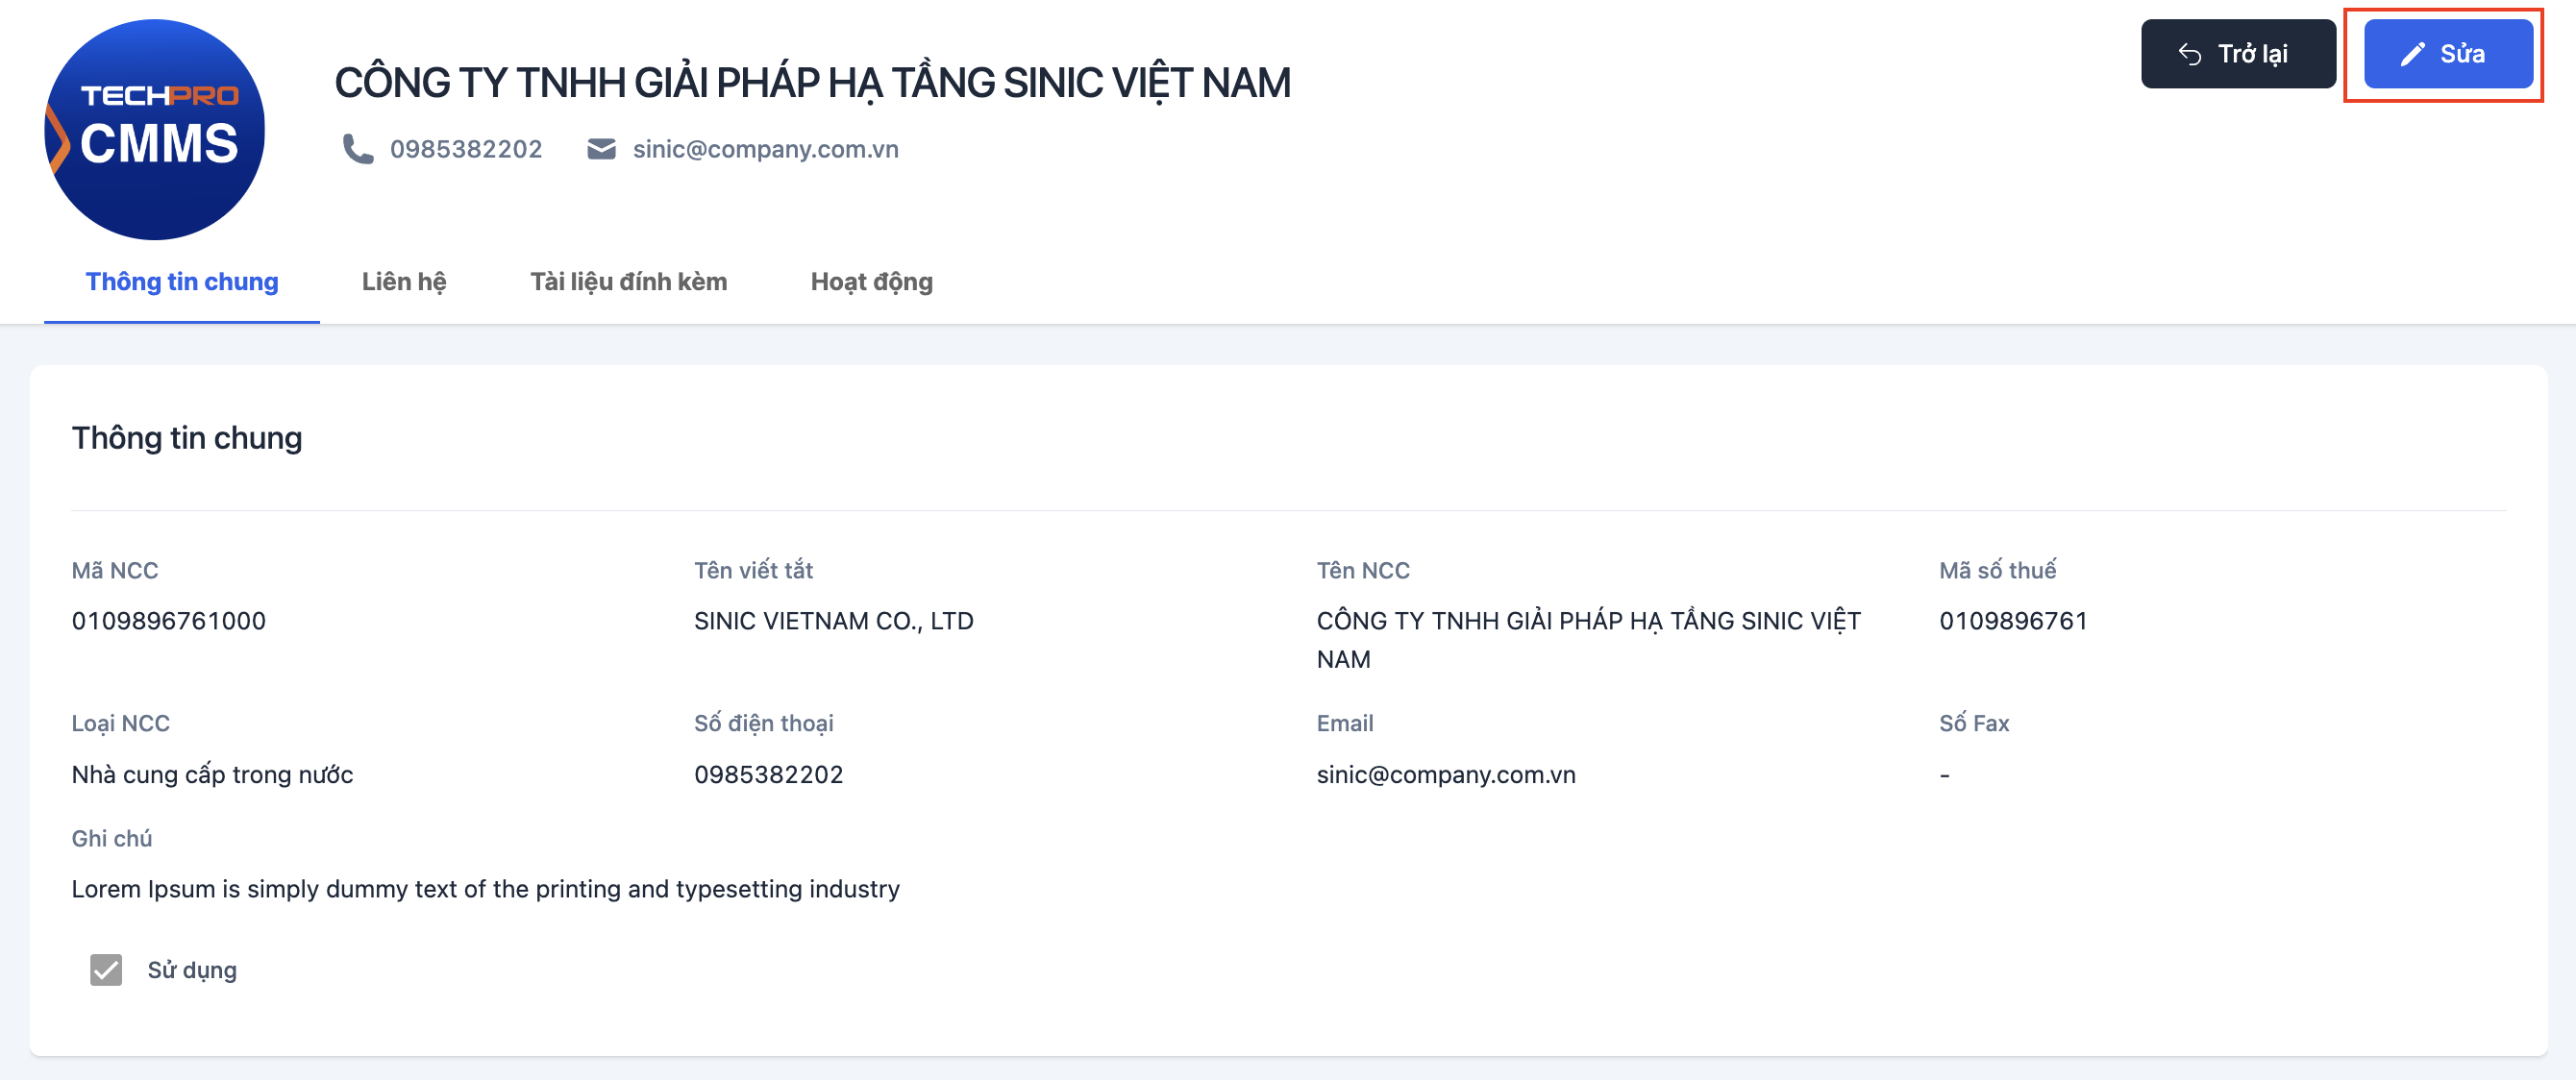 TECHPRO
CMMS
CÔNG TY TNHH GIẢI PHÁP HẠ TẦNG SINIC VIỆT NAM
0985382202 sinic@company.com.vn
Trở lại
Sửa
Thông tin chung Liên hệ Tài liệu đính kèm Hoạt động
Thông tin chung
Mã NCC Tên viết tắt Tên NCC Mã số thuế
0109896761000 SINIC VIETNAM CO., LTD CÔNG TY TNHH GIẢI PHÁP HẠ TẦNG SINIC VIỆT 0109896761
NAM
Loại NCC Số điện thoại Email Số Fax
Nhà cung cấp trong nước 0985382202 sinic@company.com.vn -
Ghi chú
Lorem Ipsum is simply dummy text of the printing and typesetting industry
Sử dụng